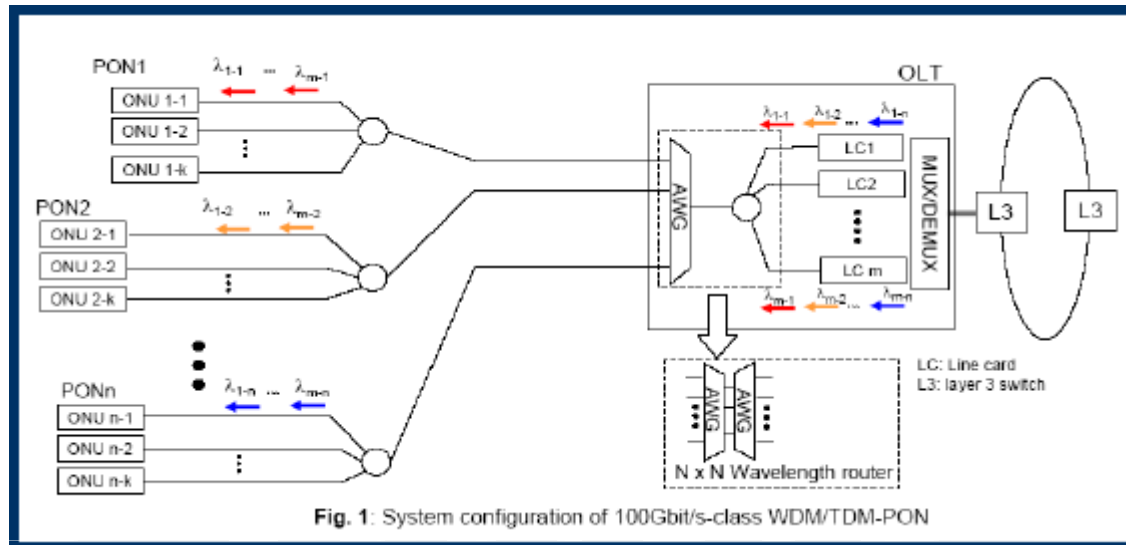 OLT
PON1
λ1-1 ... λm-1
ONU 1-1
ONU 1-2
ONU 1-k
λ1-1 λ1-2 ... λ1-n
LC1
LC2
LC m
AWG
MUX/DEMUX
L3
L3
PON2
λ1-2 ... λm-2
ONU 2-1
ONU 2-2
ONU 2-k
λm-1 λm-2 ... λm-n
PONn
λ1-n ... λm-n
ONU n-1
ONU n-2
ONU n-k
LC: Line card
L3: layer 3 switch
AWG
AWG
N x N Wavelength router
Fig. 1: System configuration of 100Gbit/s-class WDM/TDM-PON